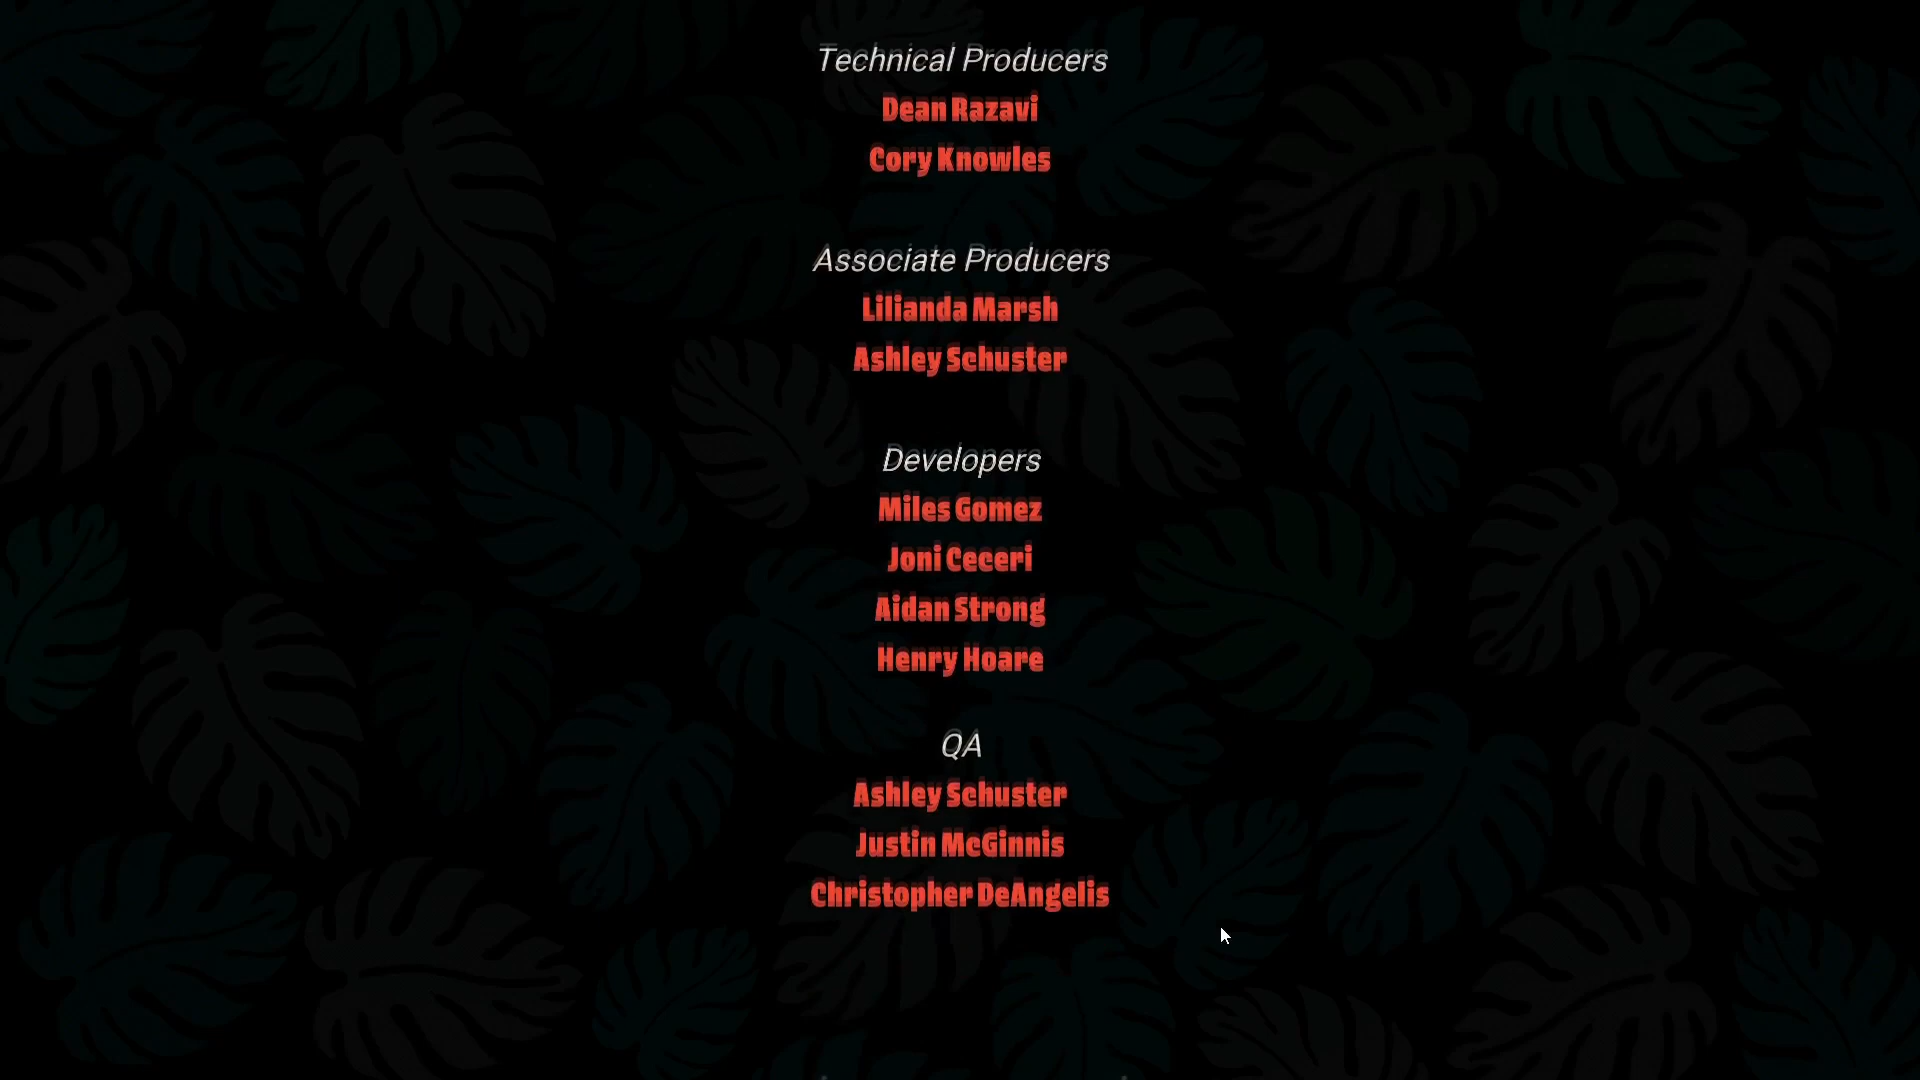 Technical Producers
Dean Razavi
Cory Knowles
Associate Producers
Lilianda Marsh
Ashley Schuster
Developers
Miles Gomez
Joni Ceceri
Aidan Strong
Henry Hoare
QA
Ashley Schuster
Justin McGinnis
Christopher DeAngelis